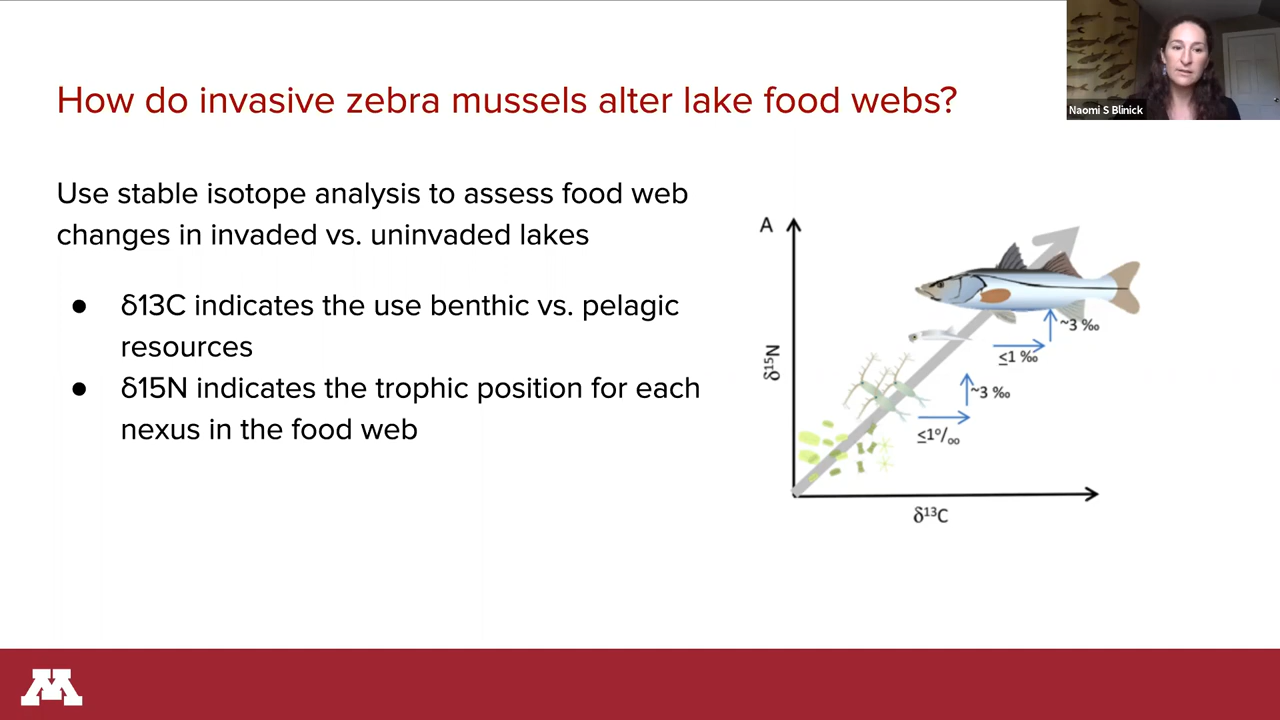 How do invasive zebra mussels alter lake food webs?
Naomi S Blinick
Use stable isotope analysis to assess food web
changes in invaded vs. uninvaded lakes
● δ13C indicates the use benthic vs. pelagic
resources
● δ15N indicates the trophic position for each
nexus in the food web
A
δ¹⁵N
~3 ‰
≤1 ‰
~3 ‰
≤1⁰/₀₀
δ¹³C
M